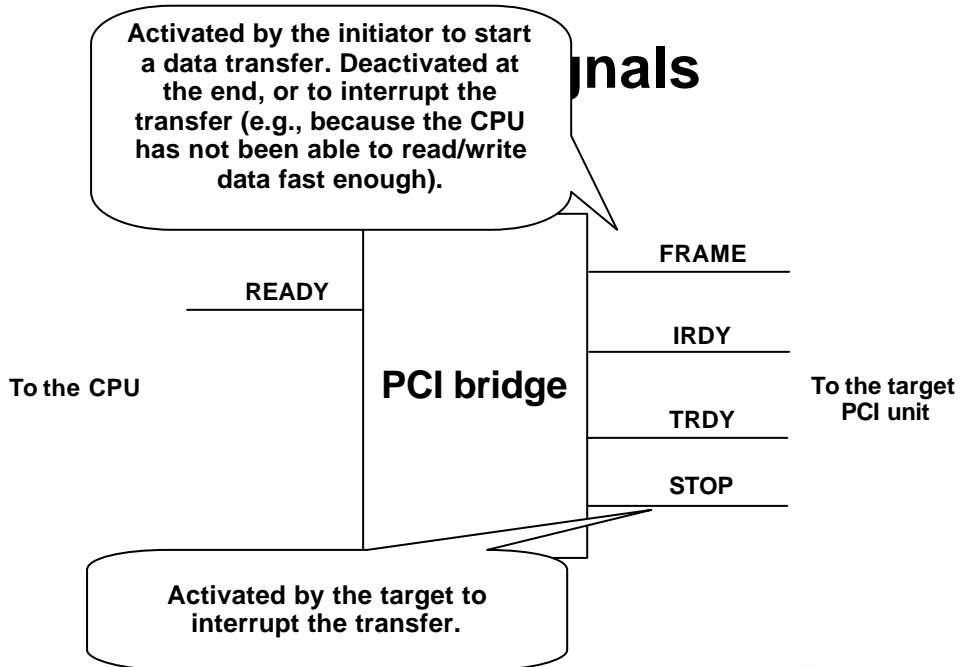 Activated by the initiator to start
a data transfer. Deactivated at
the end, or to interrupt the
transfer (e.g., because the CPU
has not been able to read/write
data fast enough).
FRAME
READY
IRDY
To the CPU
PCI bridge
To the target
PCI unit
TRDY
STOP
Activated by the target to
interrupt the transfer.